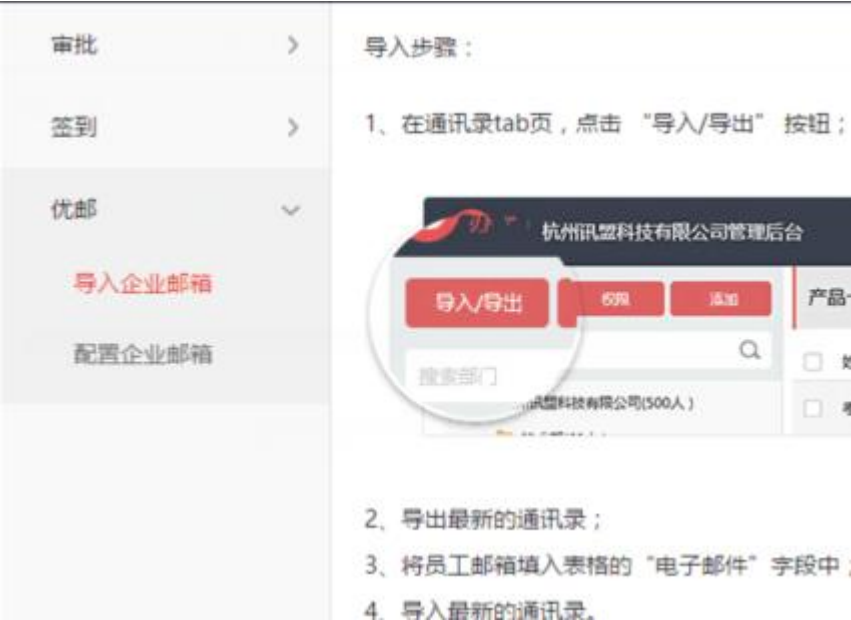 审批
签到
优邮
导入企业邮箱
配置企业邮箱
导入步骤：
1、在通讯录tab页，点击 “导入/导出” 按钮；
杭州讯盟科技有限公司管理后台
导入/导出
权限
添加
产品
搜索部门
讯盟科技有限公司(500人)
2、导出最新的通讯录；
3、将员工邮箱填入表格的“电子邮件”字段中；
4、导入最新的通讯录。